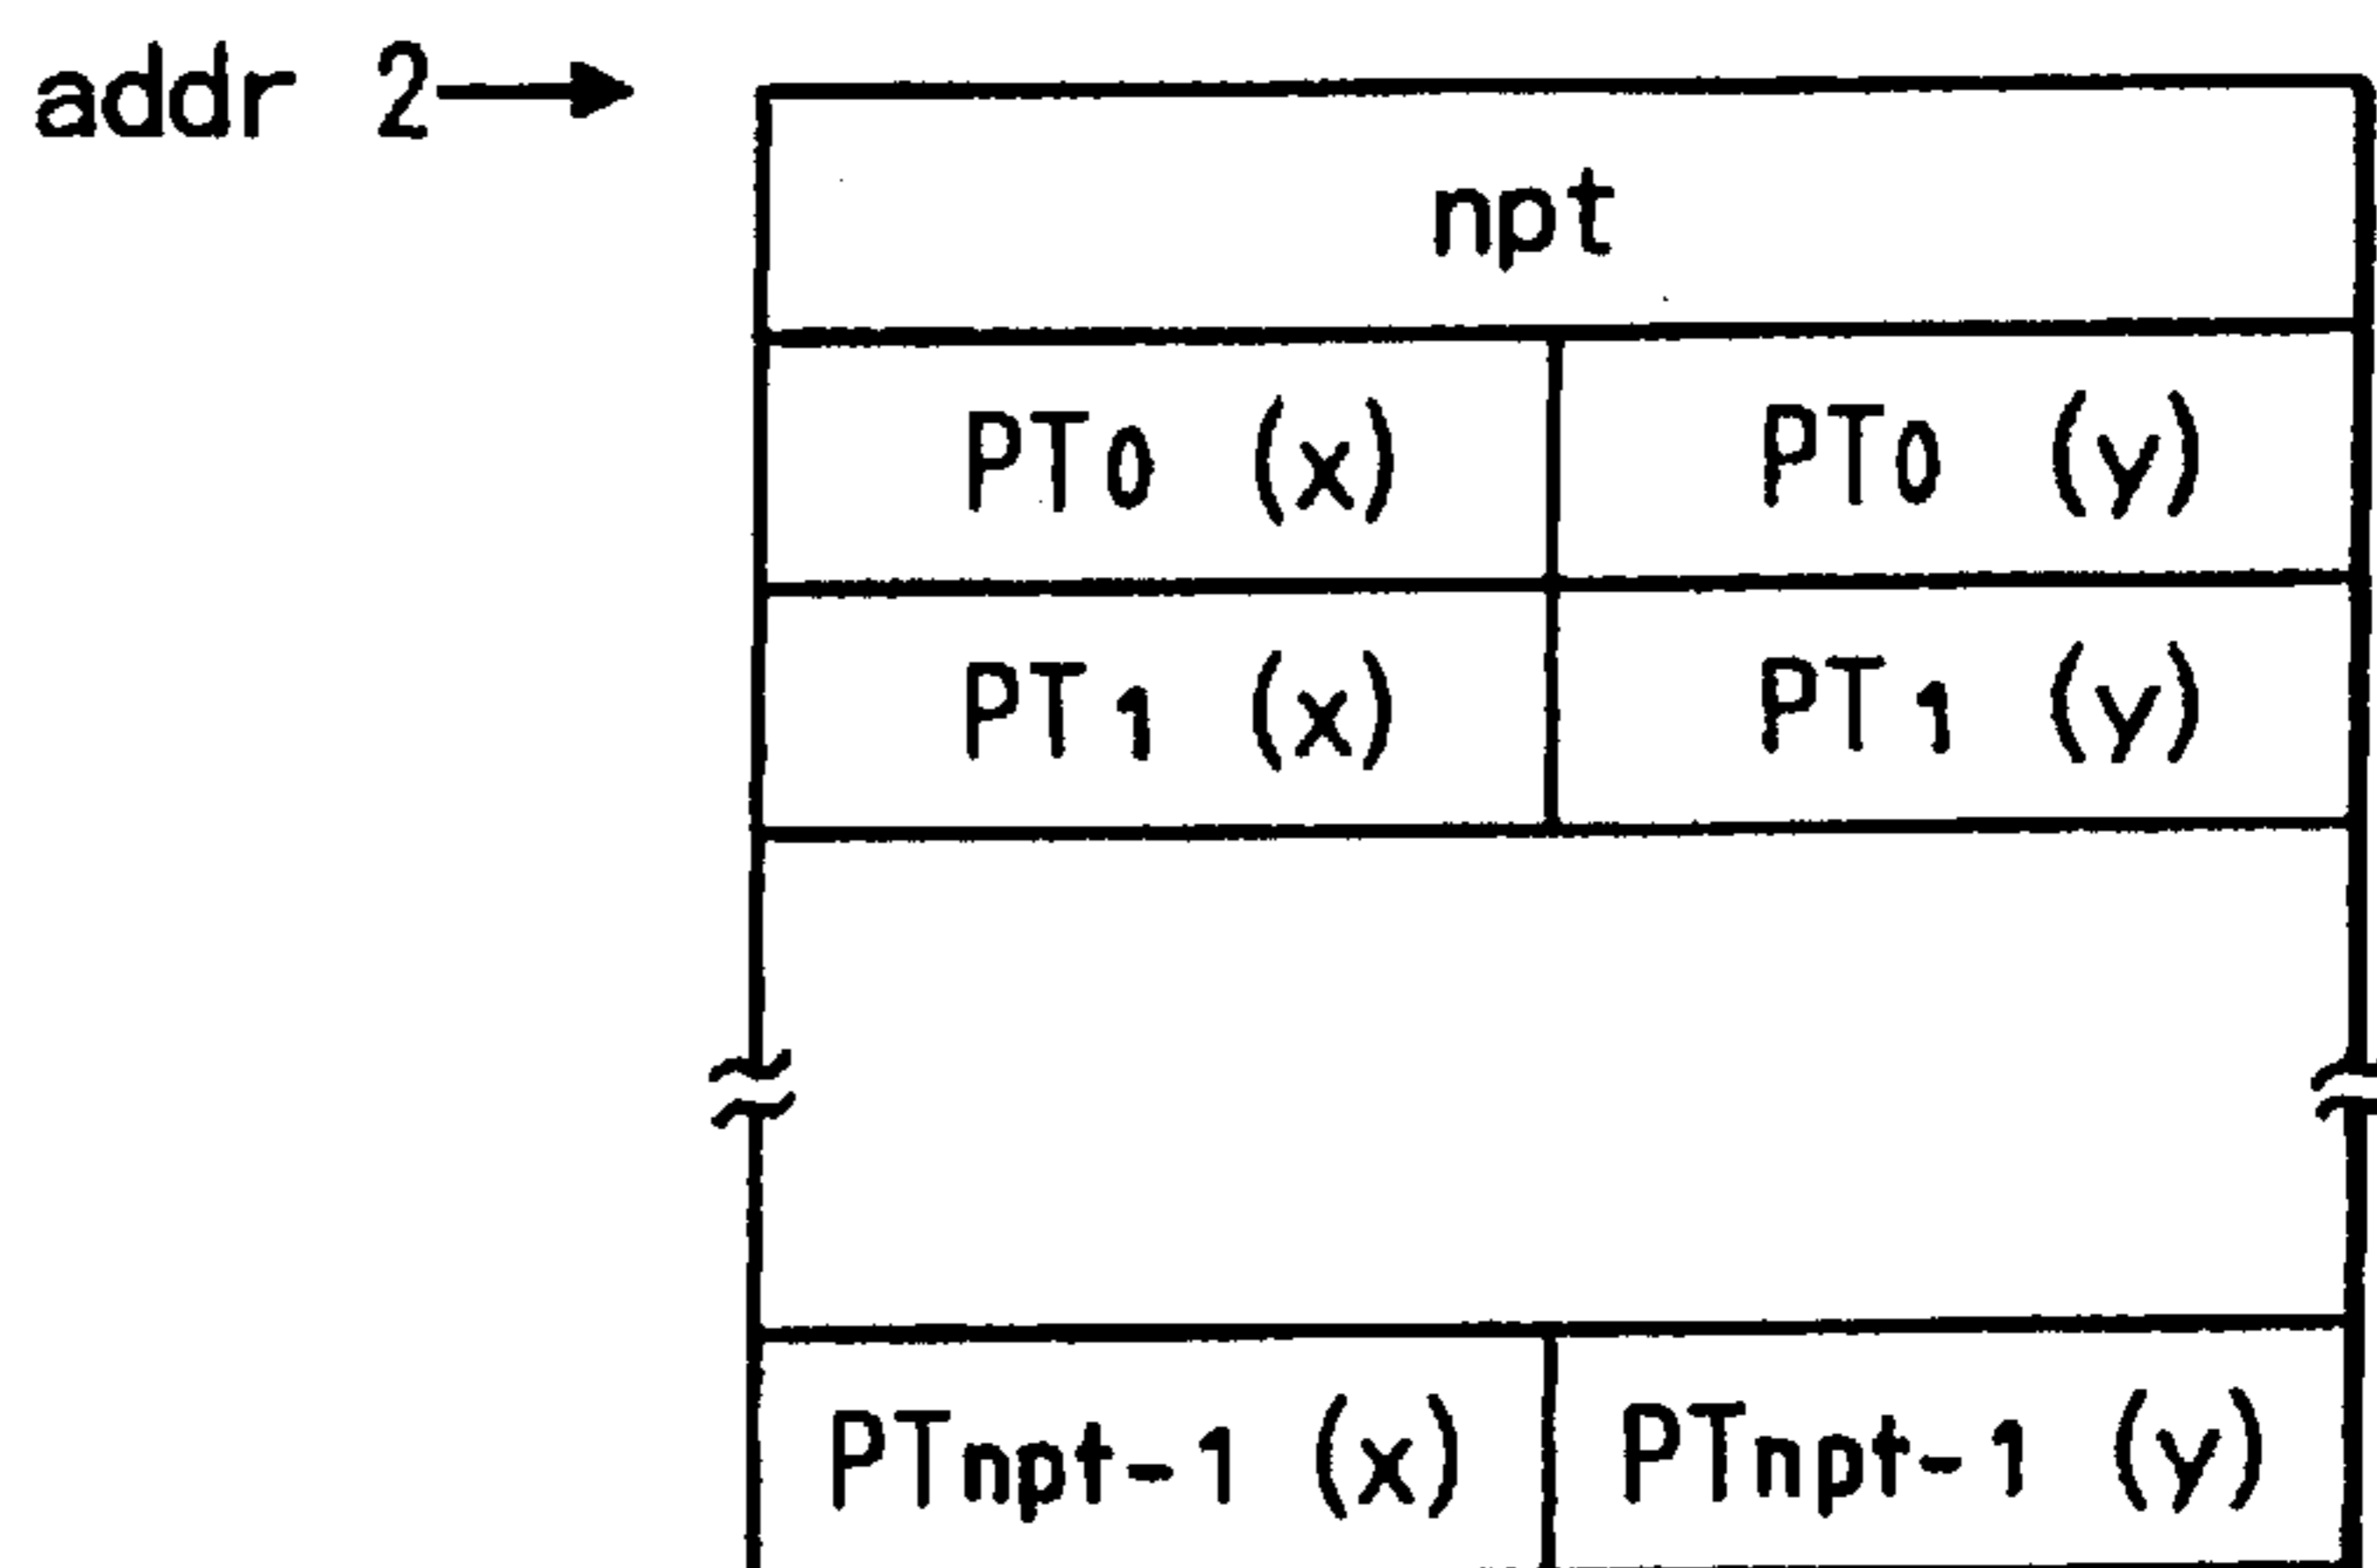 addr 2
npt
PT0 (x) PT0 (y)
PT1 (x) PT1 (y)
PTnpt-1 (x) PTnpt-1 (y)